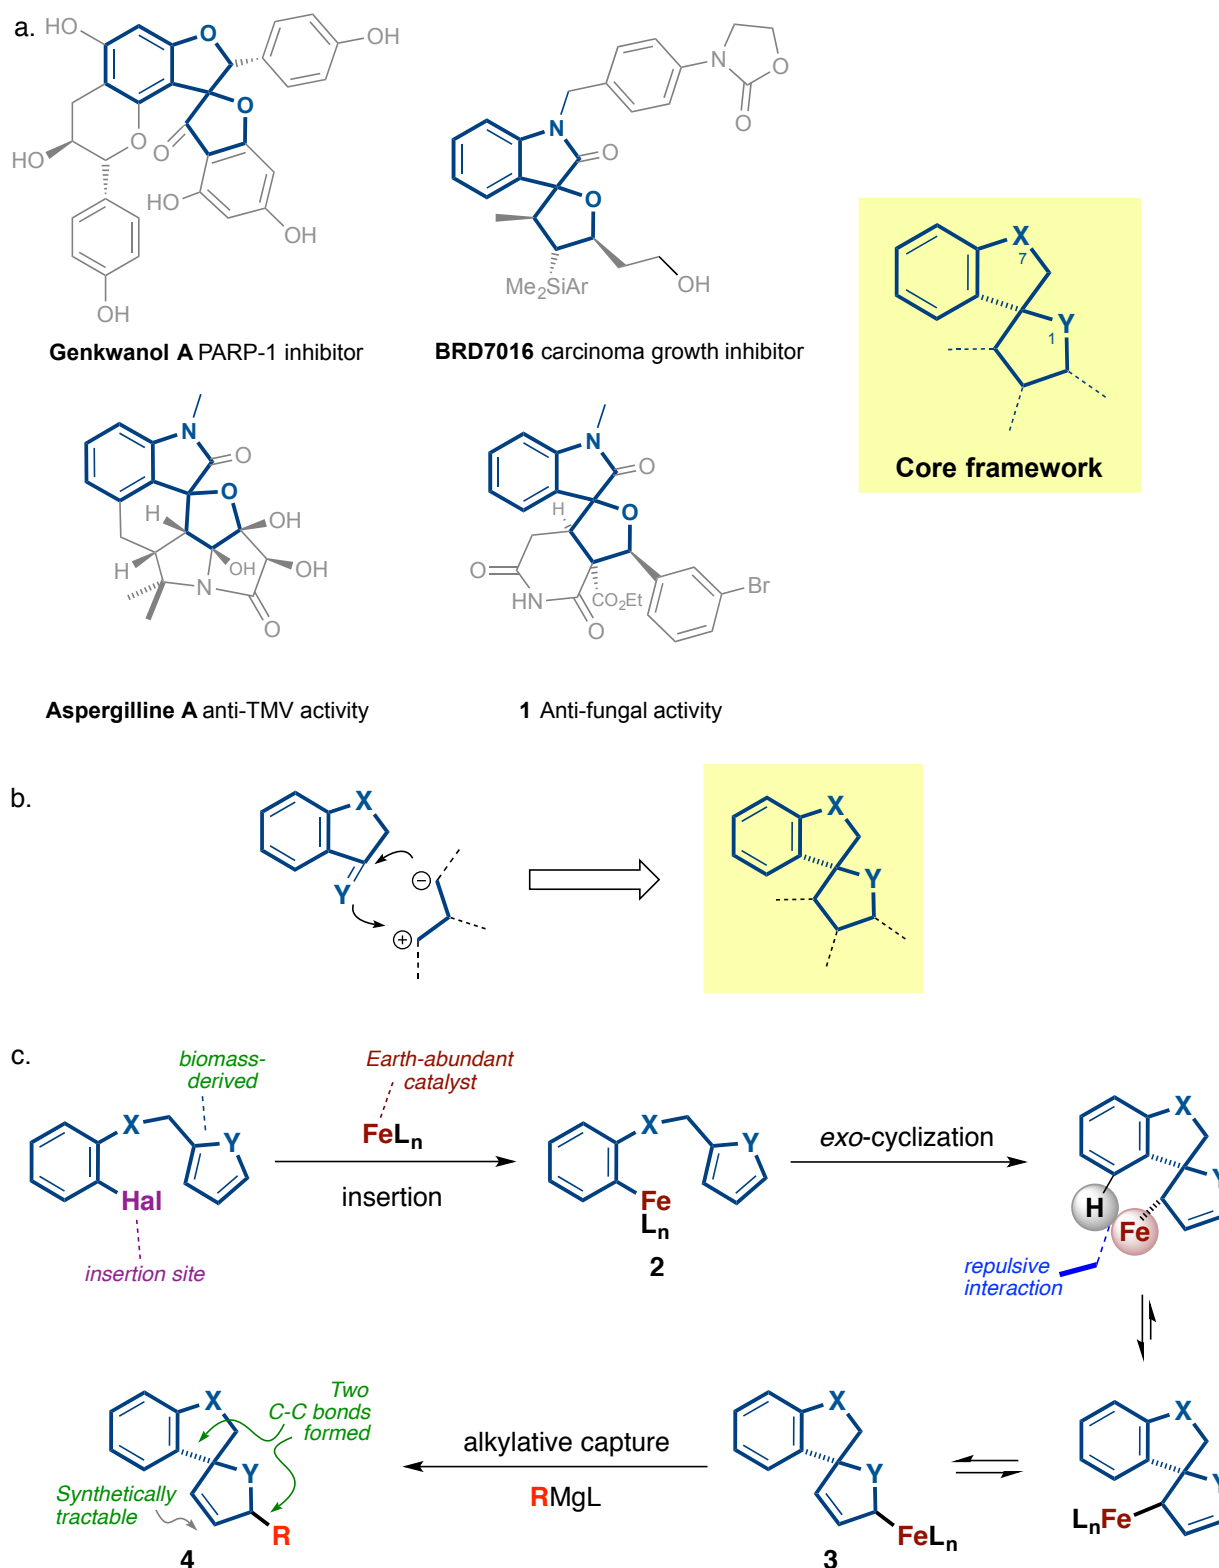 a.
HO
O
OH
O
O
O
HO
HO
OH
OH
Genkwanol A PARP-1 inhibitor
N
O
O
N
O
O
Me2SiAr
OH
BRD7016 carcinoma growth inhibitor
X
7
Y
1
Core framework
N
O
O
H
OH
H
OH
OH
N
O
Aspergilline A anti-TMV activity
N
O
H
O
O
HN
CO2Et
O
Br
1 Anti-fungal activity
b.
X
Y
−
+
X
Y
c.
biomass-
derived
X
Y
Hal
insertion site
Earth-abundant
catalyst
FeLn
insertion
X
Y
Fe
Ln
2
exo-cyclization
X
Y
H
Fe
repulsive
interaction
X
Y
LnFe
X
Y
FeLn
3
alkylative capture
RMgL
Two
C-C bonds
formed
X
Y
Synthetically
tractable
R
4